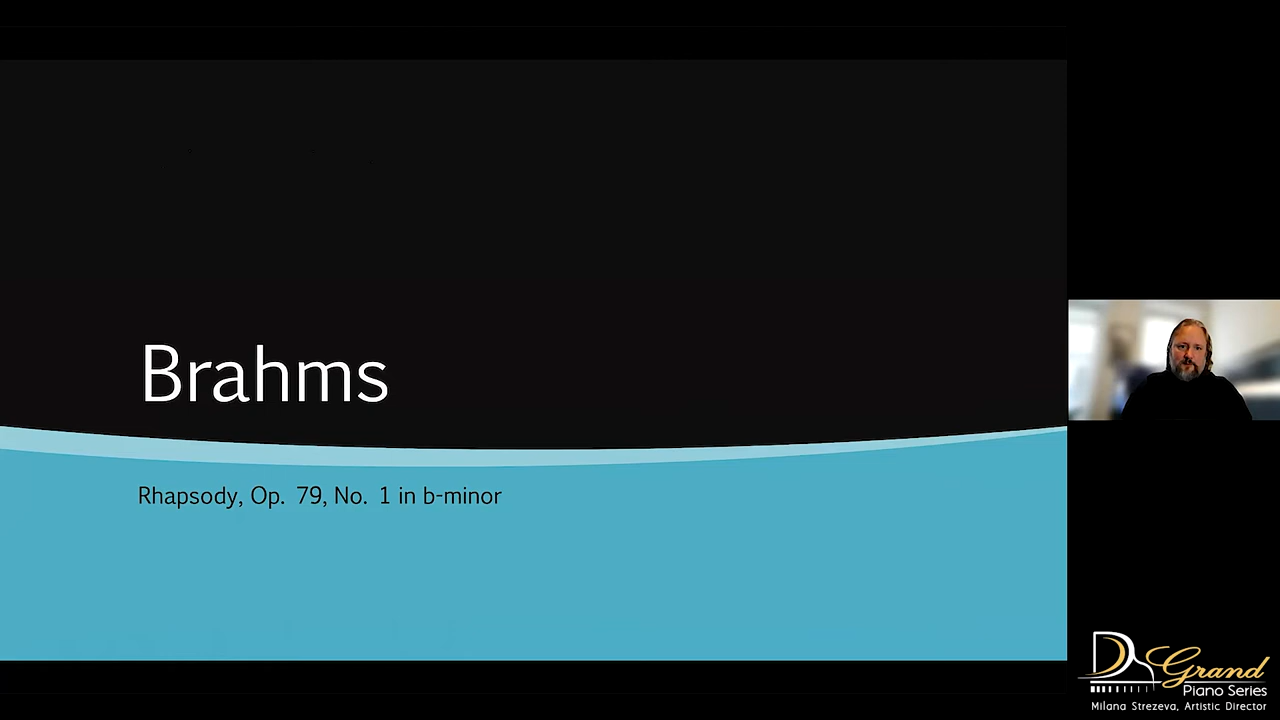 Brahms
Rhapsody, Op. 79, No. 1 in b-minor
Grand
Piano Series
Milana Strezeva, Artistic Director